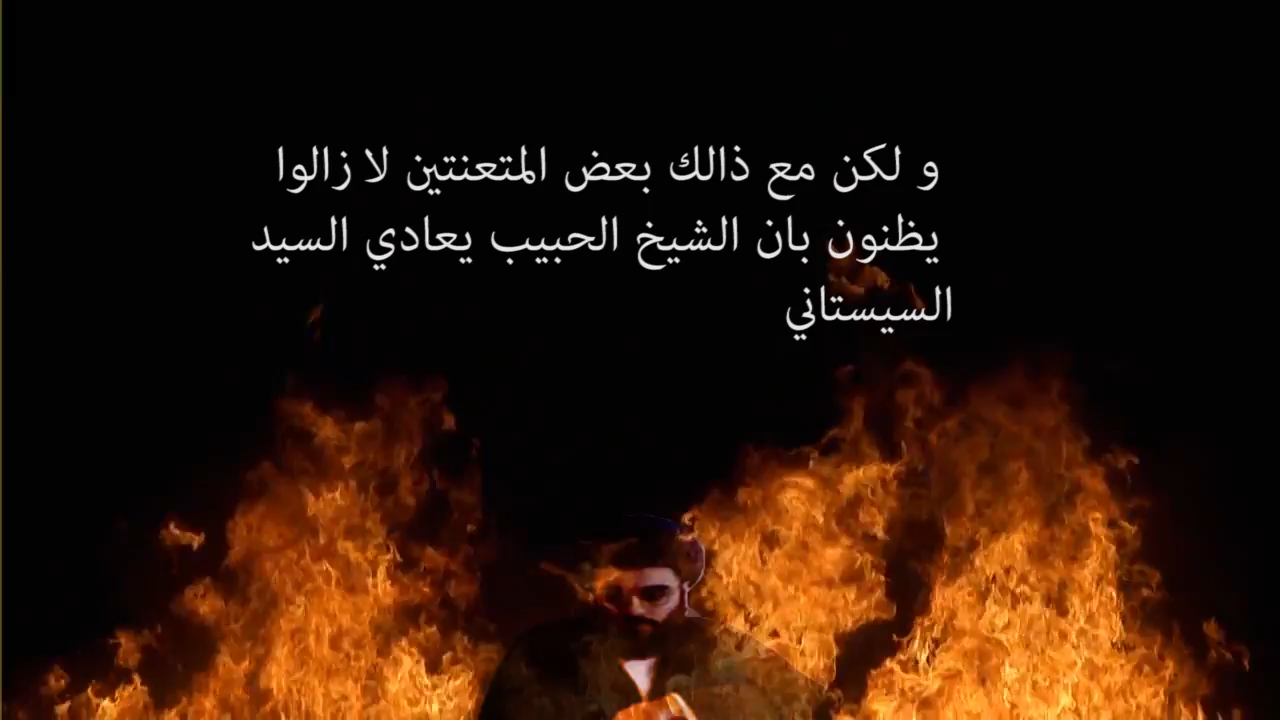 و لكن مع ذالك بعض المتعنتين لا زالوا
يظنون بان الشيخ الحبيب يعادي السيد
السيستاني